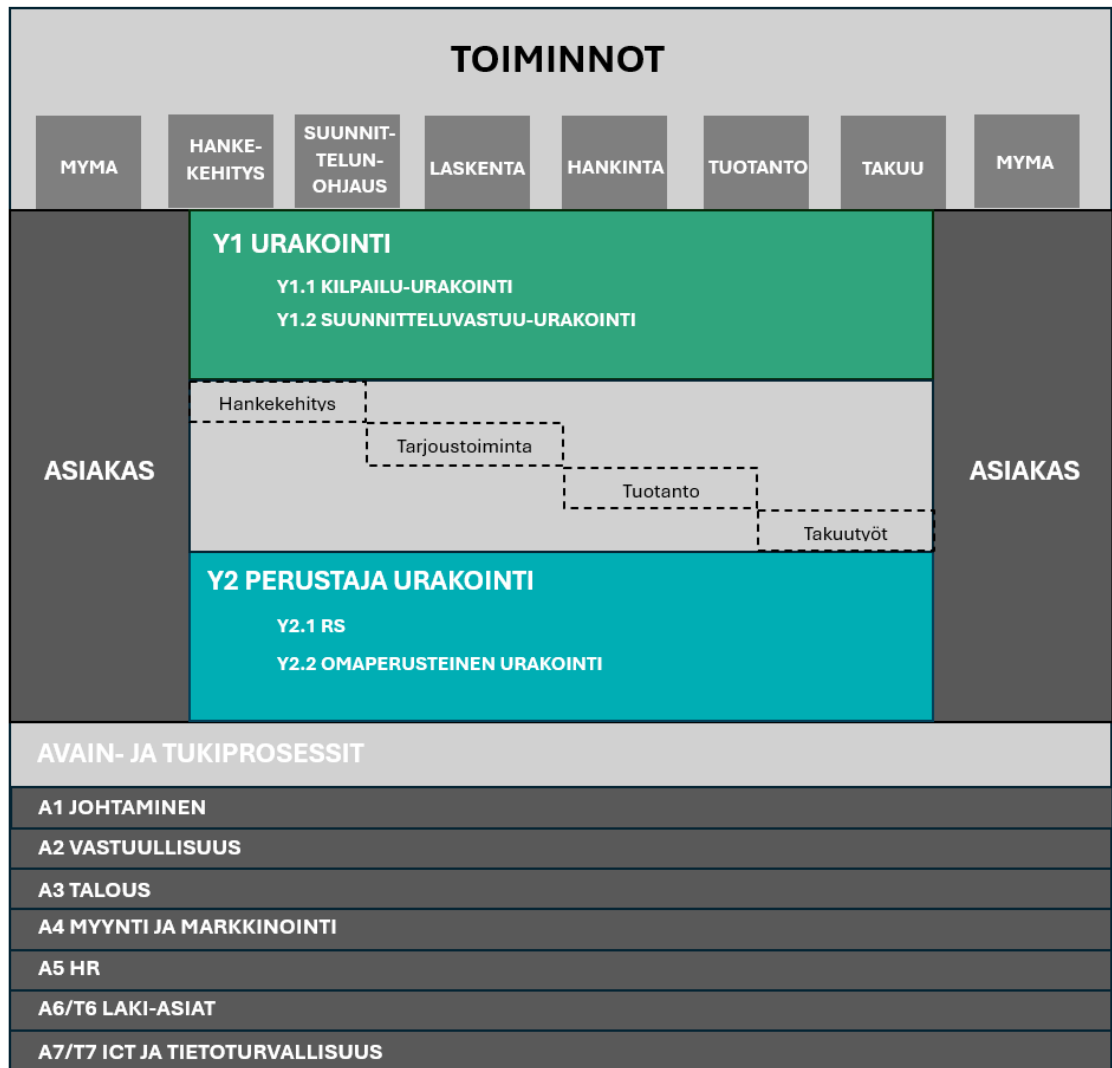 TOIMINNOT
MYMA
HANKE-
KEHITYS
SUUNNIT-
TELUN-
OHJAUS
LASKENTA
HANKINTA
TUOTANTO
TAKUU
MYMA
Y1 URAKOINTI
Y1.1 KILPAILU-URAKOINTI
Y1.2 SUUNNITTELUVASTUU-URAKOINTI
ASIAKAS
Hankekehitys
Tarjoustoiminta
Tuotanto
Takuutyöt
ASIAKAS
Y2 PERUSTAJA URAKOINTI
Y2.1 RS
Y2.2 OMAPERUSTEINEN URAKOINTI
AVAIN- JA TUKIPROSESSIT
A1 JOHTAMINEN
A2 VASTUULLISUUS
A3 TALOUS
A4 MYYNTI JA MARKKINOINTI
A5 HR
A6/T6 LAKI-ASIAT
A7/T7 ICT JA TIETOTURVALLISUUS